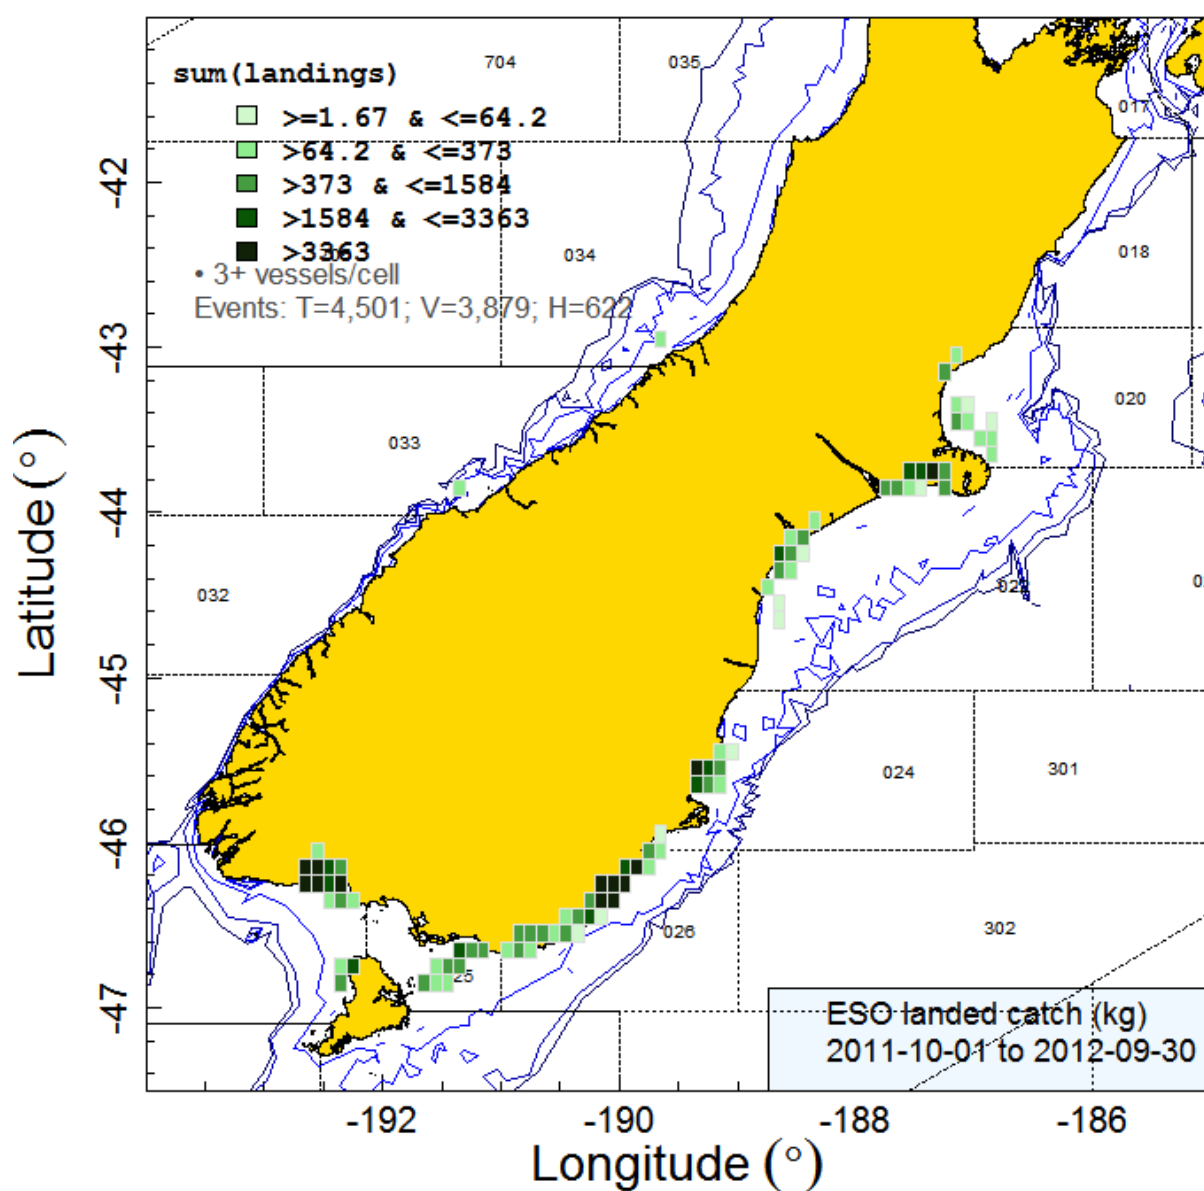 704
035
017
sum(landings)
>=1.67 & <=64.2
>64.2 & <=373
>373 & <=1584
>1584 & <=3363
>3363
034
018
• 3+ vessels/cell
Events: T=4,501; V=3,879; H=622
033
020
032
022
024
301
026
302
25
ESO landed catch (kg)
2011-10-01 to 2012-09-30
-42
-43
-44
-45
-46
-47
Latitude (°)
-192
-190
-188
-186
Longitude (°)